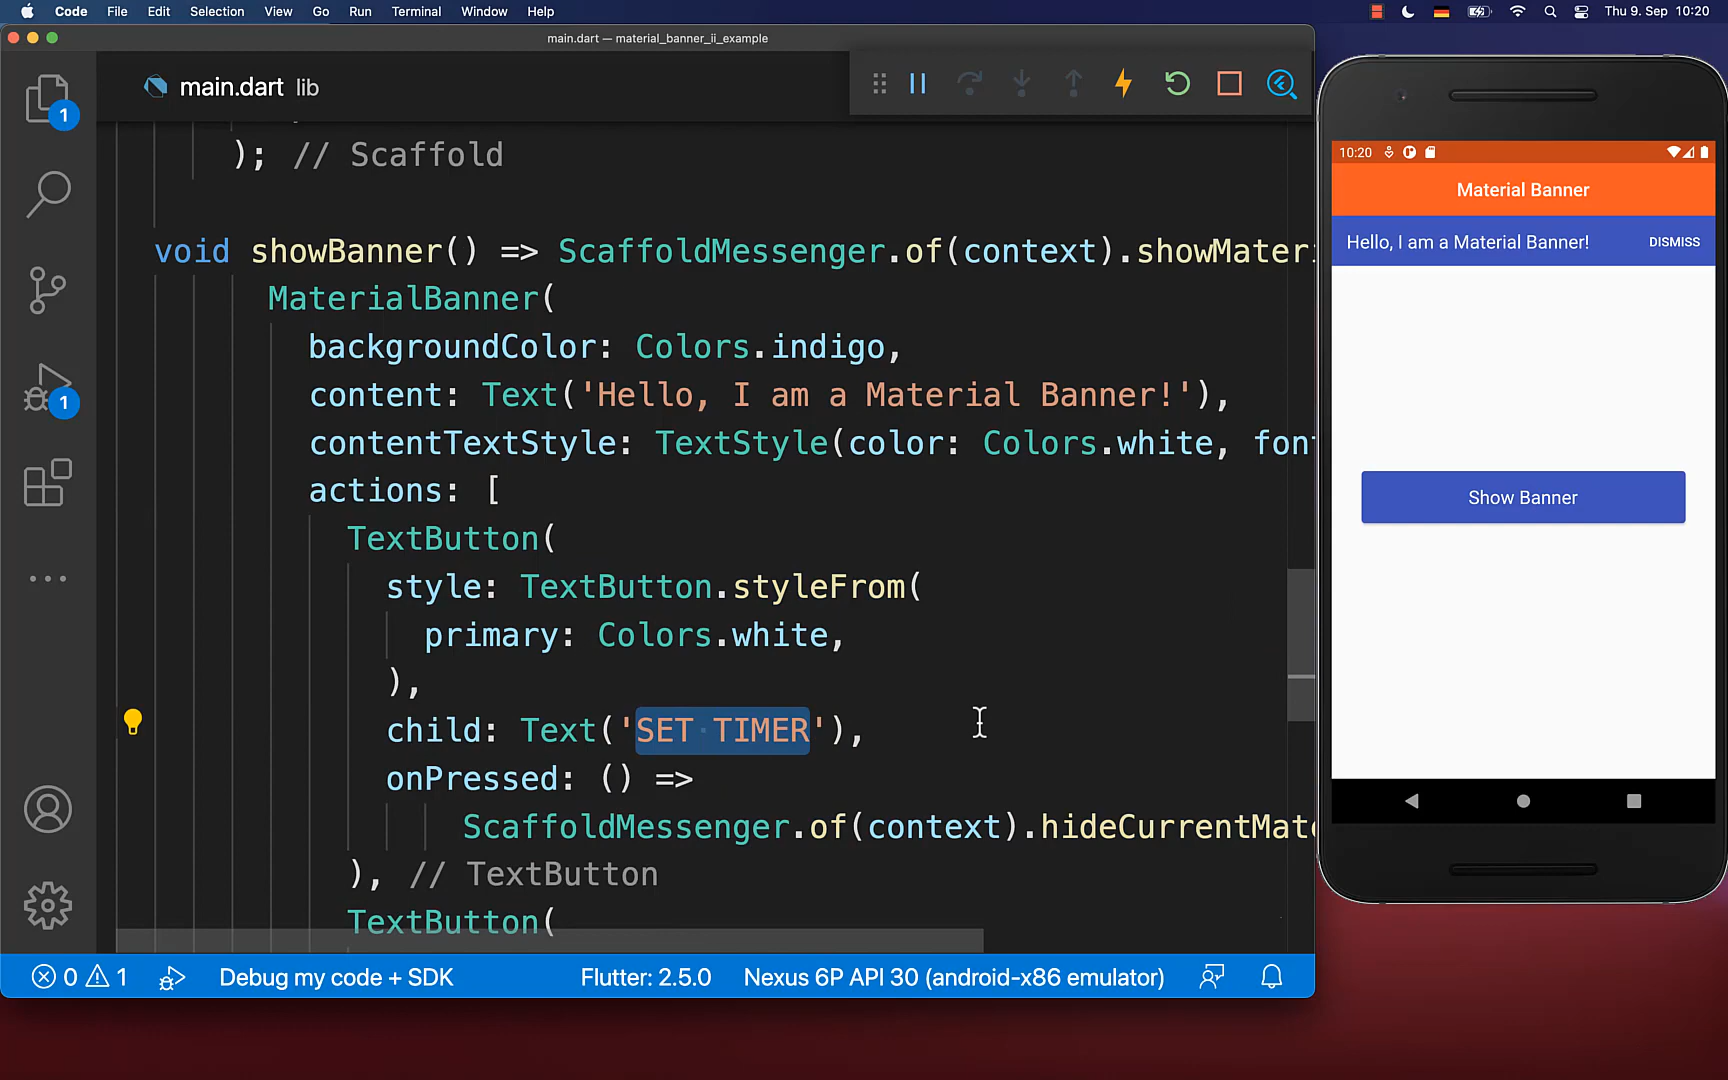 Code File Edit Selection View Go Run Terminal Window Help
Thu 9. Sep 10:20
main.dart — material_banner_ii_example
main.dart lib
1
); // Scaffold
void showBanner() => ScaffoldMessenger.of(context).showMateri
MaterialBanner(
backgroundColor: Colors.indigo,
content: Text('Hello, I am a Material Banner!'),
contentTextStyle: TextStyle(color: Colors.white, font
actions: [
TextButton(
style: TextButton.styleFrom(
primary: Colors.white,
),
child: Text('SET TIMER'),
onPressed: () =>
ScaffoldMessenger.of(context).hideCurrentMate
), // TextButton
TextButton(
1
0 1 Debug my code + SDK Flutter: 2.5.0 Nexus 6P API 30 (android-x86 emulator)
10:20
Material Banner
Hello, I am a Material Banner! DISMISS
Show Banner